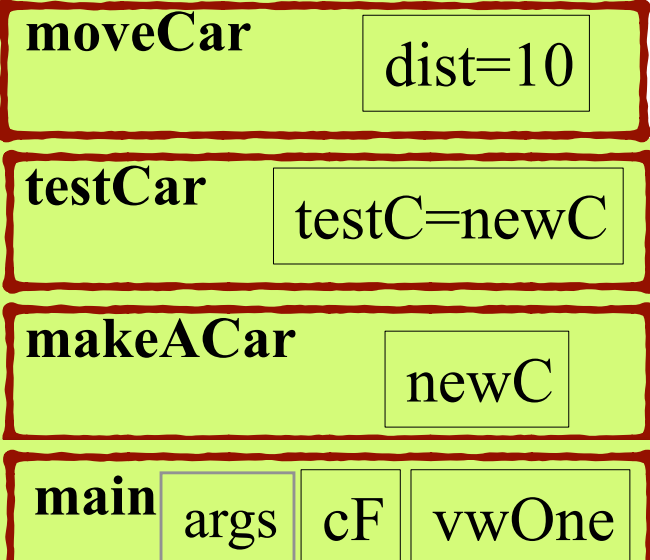 moveCar
dist=10
testCar
testC=newC
makeACar
newC
main args cF vwOne